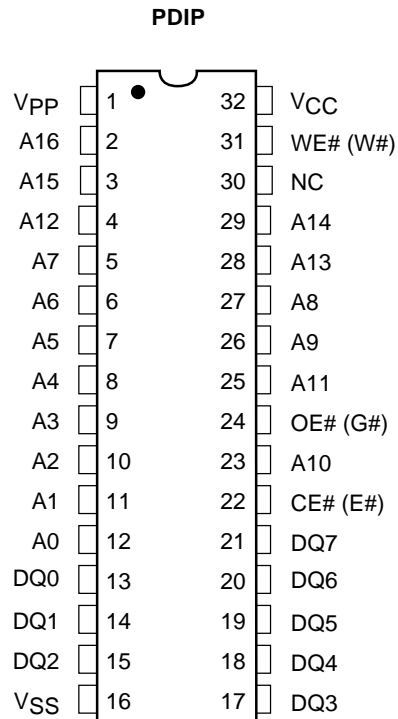 PDIP
VPP 1 32 VCC
A16 2 31 WE# (W#)
A15 3 30 NC
A12 4 29 A14
A7 5 28 A13
A6 6 27 A8
A5 7 26 A9
A4 8 25 A11
A3 9 24 OE# (G#)
A2 10 23 A10
A1 11 22 CE# (E#)
A0 12 21 DQ7
DQ0 13 20 DQ6
DQ1 14 19 DQ5
DQ2 15 18 DQ4
VSS 16 17 DQ3